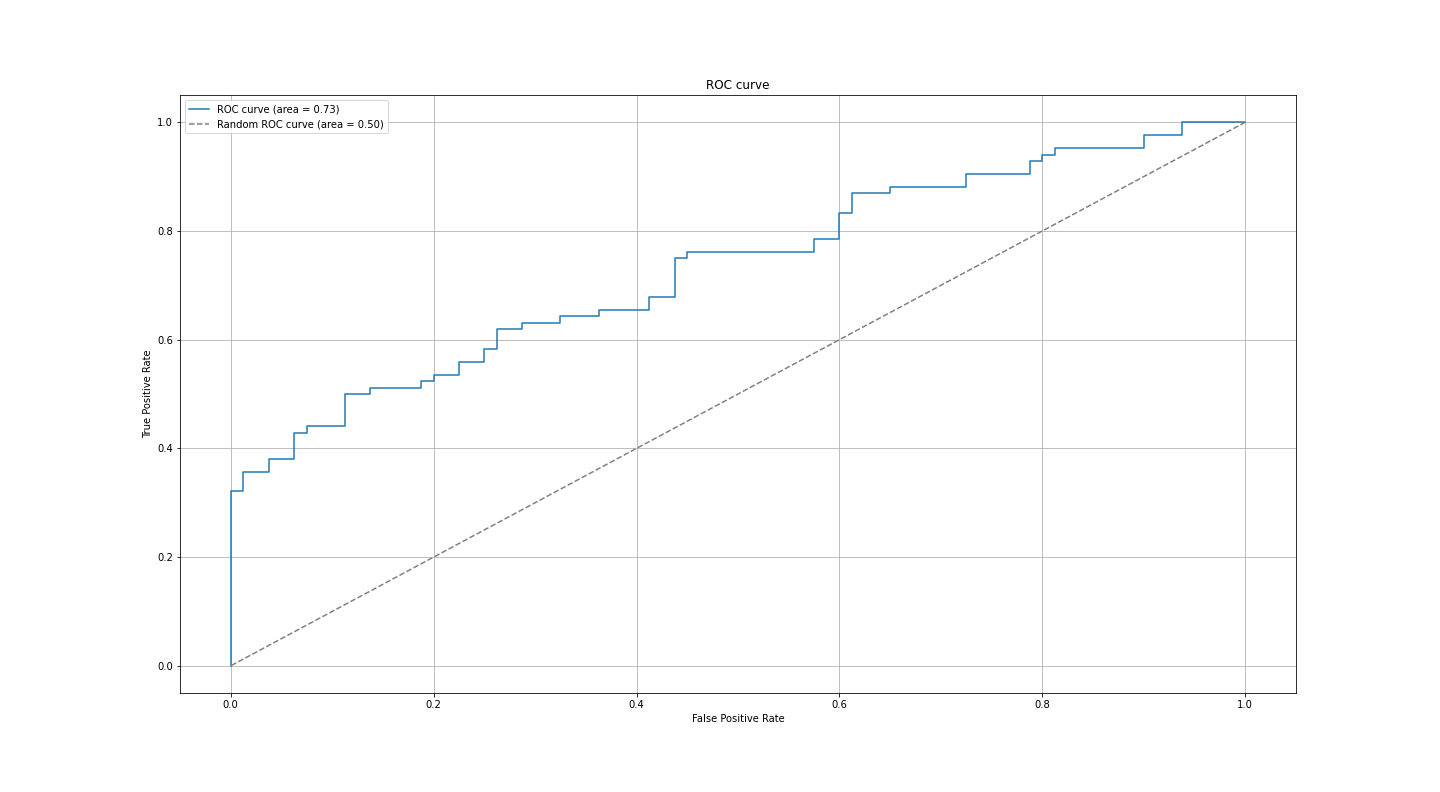 ROC curve
ROC curve (area = 0.73)
Random ROC curve (area = 0.50)
1.0
0.8
0.6
0.4
0.2
0.0
True Positive Rate
0.0 0.2 0.4 0.6 0.8 1.0
False Positive Rate